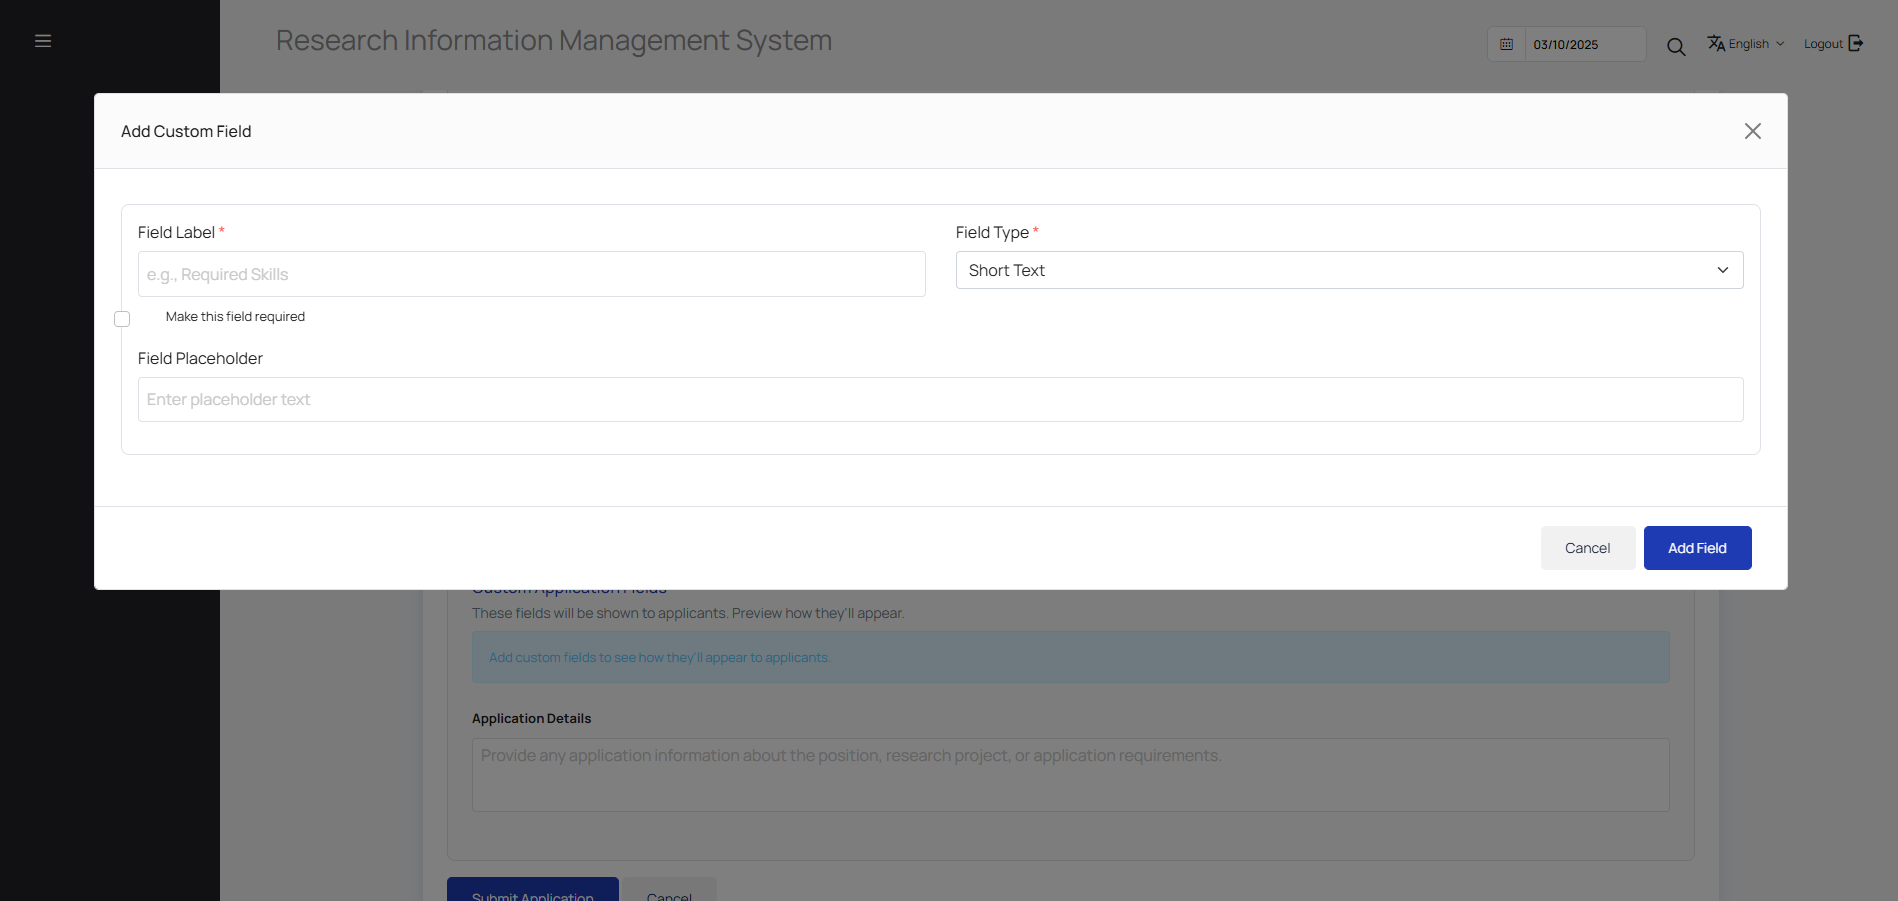 Research Information Management System
03/10/2025
English
Logout
Add Custom Field
Field Label *
Field Type *
e.g., Required Skills
Short Text
Make this field required
Field Placeholder
Enter placeholder text
Cancel
Add Field
Custom Application Fields
These fields will be shown to applicants. Preview how they'll appear.
Add custom fields to see how they'll appear to applicants.
Application Details
Provide any application information about the position, research project, or application requirements.
Submit Application
Cancel